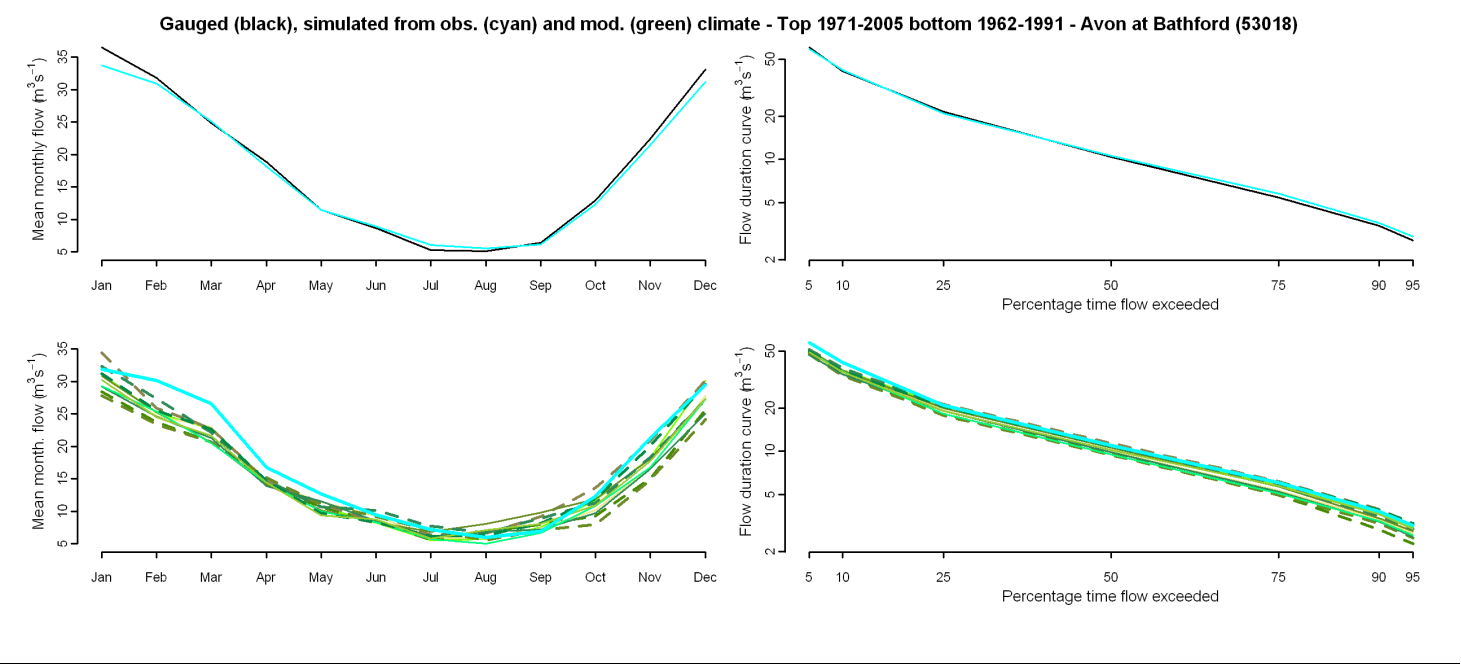 Gauged (black), simulated from obs. (cyan) and mod. (green) climate - Top 1971-2005 bottom 1962-1991 - Avon at Bathford (53018)
Mean monthly flow (m³s⁻¹)
35
30
25
20
15
10
5
Jan Feb Mar Apr May Jun Jul Aug Sep Oct Nov Dec
Flow duration curve (m³s⁻¹)
50
20
10
5
2
5 10 25 50 75 90 95
Percentage time flow exceeded
Mean month. flow (m³s⁻¹)
35
30
25
20
15
10
5
Jan Feb Mar Apr May Jun Jul Aug Sep Oct Nov Dec
Flow duration curve (m³s⁻¹)
50
20
10
5
2
5 10 25 50 75 90 95
Percentage time flow exceeded